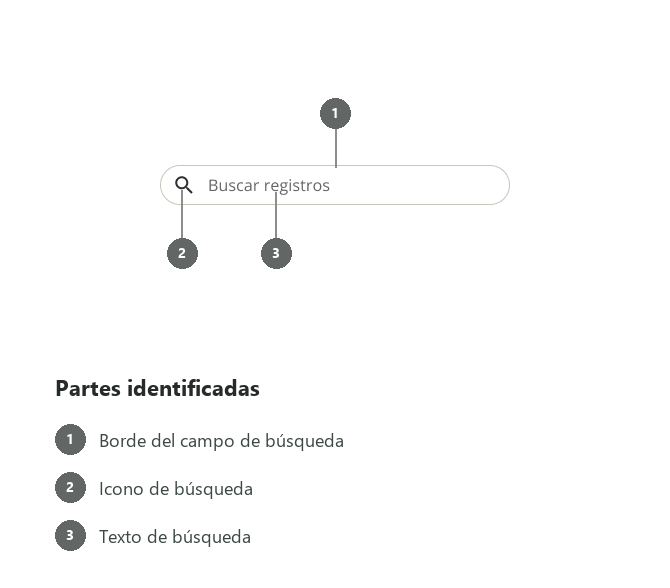 1
Buscar registros
2
3
Partes identificadas
1 Borde del campo de búsqueda
2 Icono de búsqueda
3 Texto de búsqueda